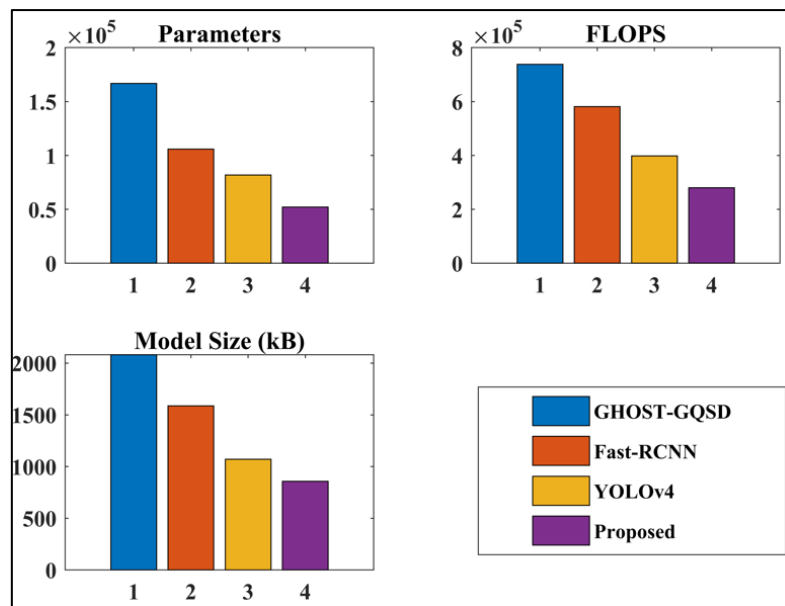 Parameters
×10^5
2
1.5
1
0.5
0
1 2 3 4
FLOPS
×10^5
8
6
4
2
0
1 2 3 4
Model Size (kB)
2000
1500
1000
500
0
1 2 3 4
GHOST-GQSD
Fast-RCNN
YOLOv4
Proposed